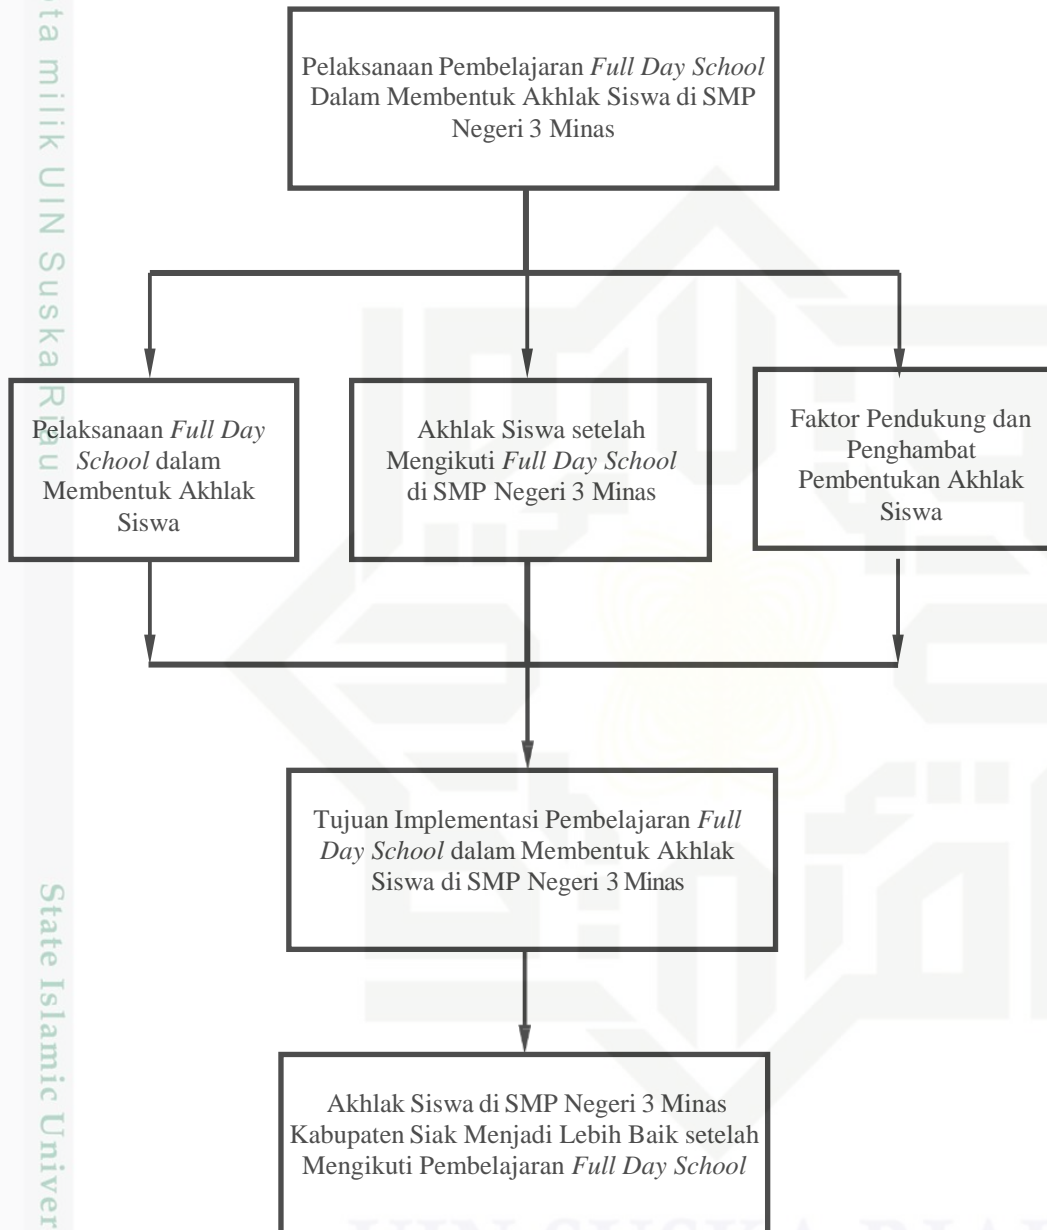 Pelaksanaan Pembelajaran Full Day School
Dalam Membentuk Akhlak Siswa di SMP
Negeri 3 Minas
Pelaksanaan Full Day
School dalam
Membentuk Akhlak
Siswa
Akhlak Siswa setelah
Mengikuti Full Day School
di SMP Negeri 3 Minas
Faktor Pendukung dan
Penghambat
Pembentukan Akhlak
Siswa
Tujuan Implementasi Pembelajaran Full
Day School dalam Membentuk Akhlak
Siswa di SMP Negeri 3 Minas
Akhlak Siswa di SMP Negeri 3 Minas
Kabupaten Siak Menjadi Lebih Baik setelah
Mengikuti Pembelajaran Full Day School
milik UIN Suska Riau
State Islamic